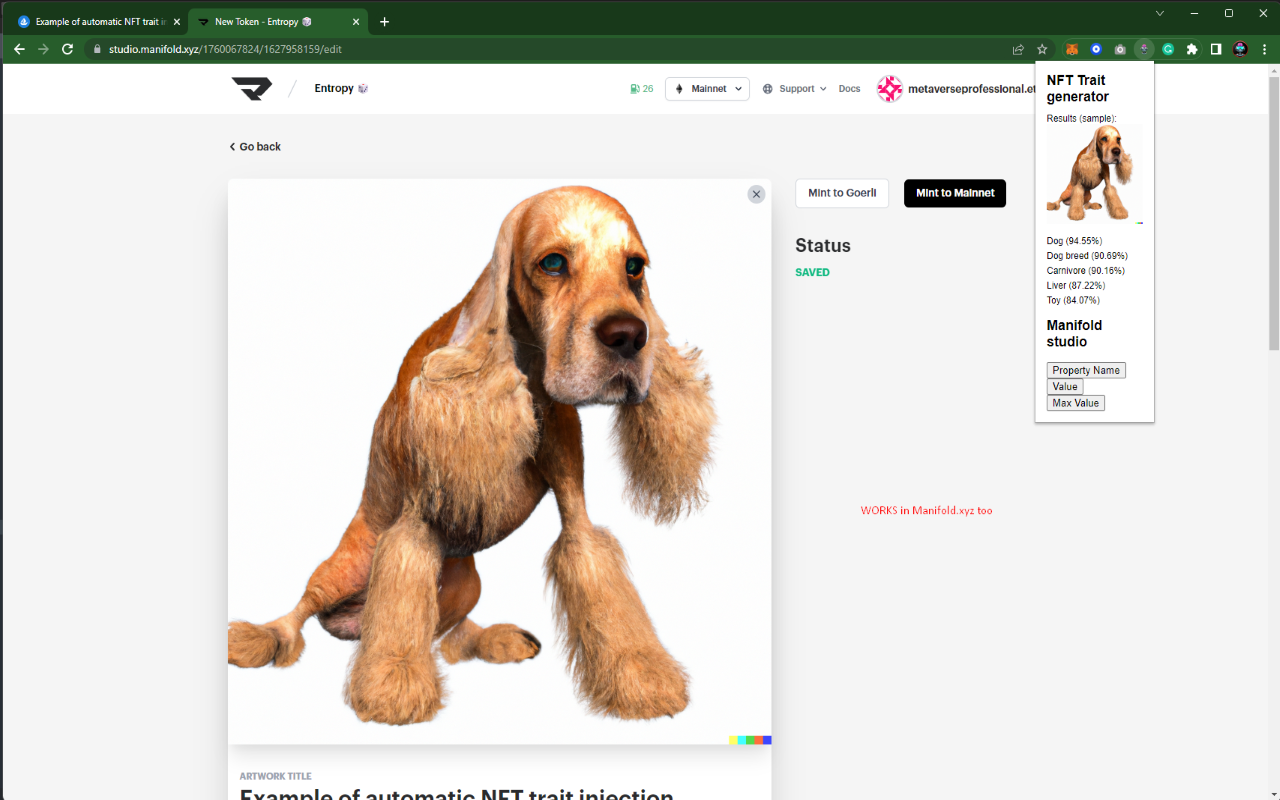 Example of automatic NFT trait in
New Token - Entropy
studio.manifold.xyz/1760067824/1627958159/edit
Entropy
26
Mainnet
Support
Docs
metaverseprofessional.et
Go back
Mint to Goerli
Mint to Mainnet
Status
SAVED
NFT Trait
generator
Results (sample):
Dog (94.55%)
Dog breed (90.69%)
Carnivore (90.16%)
Liver (87.22%)
Toy (84.07%)
Manifold
studio
Property Name
Value
Max Value
WORKS in Manifold.xyz too
ARTWORK TITLE
Example of automatic NFT trait injection